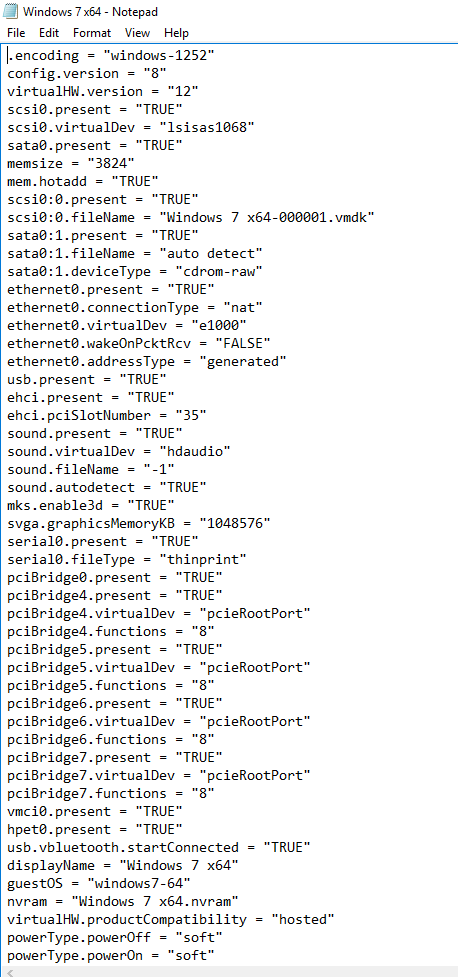 Windows 7 x64 - Notepad
File Edit Format View Help
.encoding = "windows-1252"
config.version = "8"
virtualHW.version = "12"
scsi0.present = "TRUE"
scsi0.virtualDev = "lsisas1068"
sata0.present = "TRUE"
memsize = "3824"
mem.hotadd = "TRUE"
scsi0:0.present = "TRUE"
scsi0:0.fileName = "Windows 7 x64-000001.vmdk"
sata0:1.present = "TRUE"
sata0:1.fileName = "auto detect"
sata0:1.deviceType = "cdrom-raw"
ethernet0.present = "TRUE"
ethernet0.connectionType = "nat"
ethernet0.virtualDev = "e1000"
ethernet0.wakeOnPcktRcv = "FALSE"
ethernet0.addressType = "generated"
usb.present = "TRUE"
ehci.present = "TRUE"
ehci.pciSlotNumber = "35"
sound.present = "TRUE"
sound.virtualDev = "hdaudio"
sound.fileName = "-1"
sound.autodetect = "TRUE"
mks.enable3d = "TRUE"
svga.graphicsMemoryKB = "1048576"
serial0.present = "TRUE"
serial0.fileType = "thinprint"
pciBridge0.present = "TRUE"
pciBridge4.present = "TRUE"
pciBridge4.virtualDev = "pcieRootPort"
pciBridge4.functions = "8"
pciBridge5.present = "TRUE"
pciBridge5.virtualDev = "pcieRootPort"
pciBridge5.functions = "8"
pciBridge6.present = "TRUE"
pciBridge6.virtualDev = "pcieRootPort"
pciBridge6.functions = "8"
pciBridge7.present = "TRUE"
pciBridge7.virtualDev = "pcieRootPort"
pciBridge7.functions = "8"
vmci0.present = "TRUE"
hpet0.present = "TRUE"
usb.vbluetooth.startConnected = "TRUE"
displayName = "Windows 7 x64"
guestOS = "windows7-64"
nvram = "Windows 7 x64.nvram"
virtualHW.productCompatibility = "hosted"
powerType.powerOff = "soft"
powerType.powerOn = "soft"